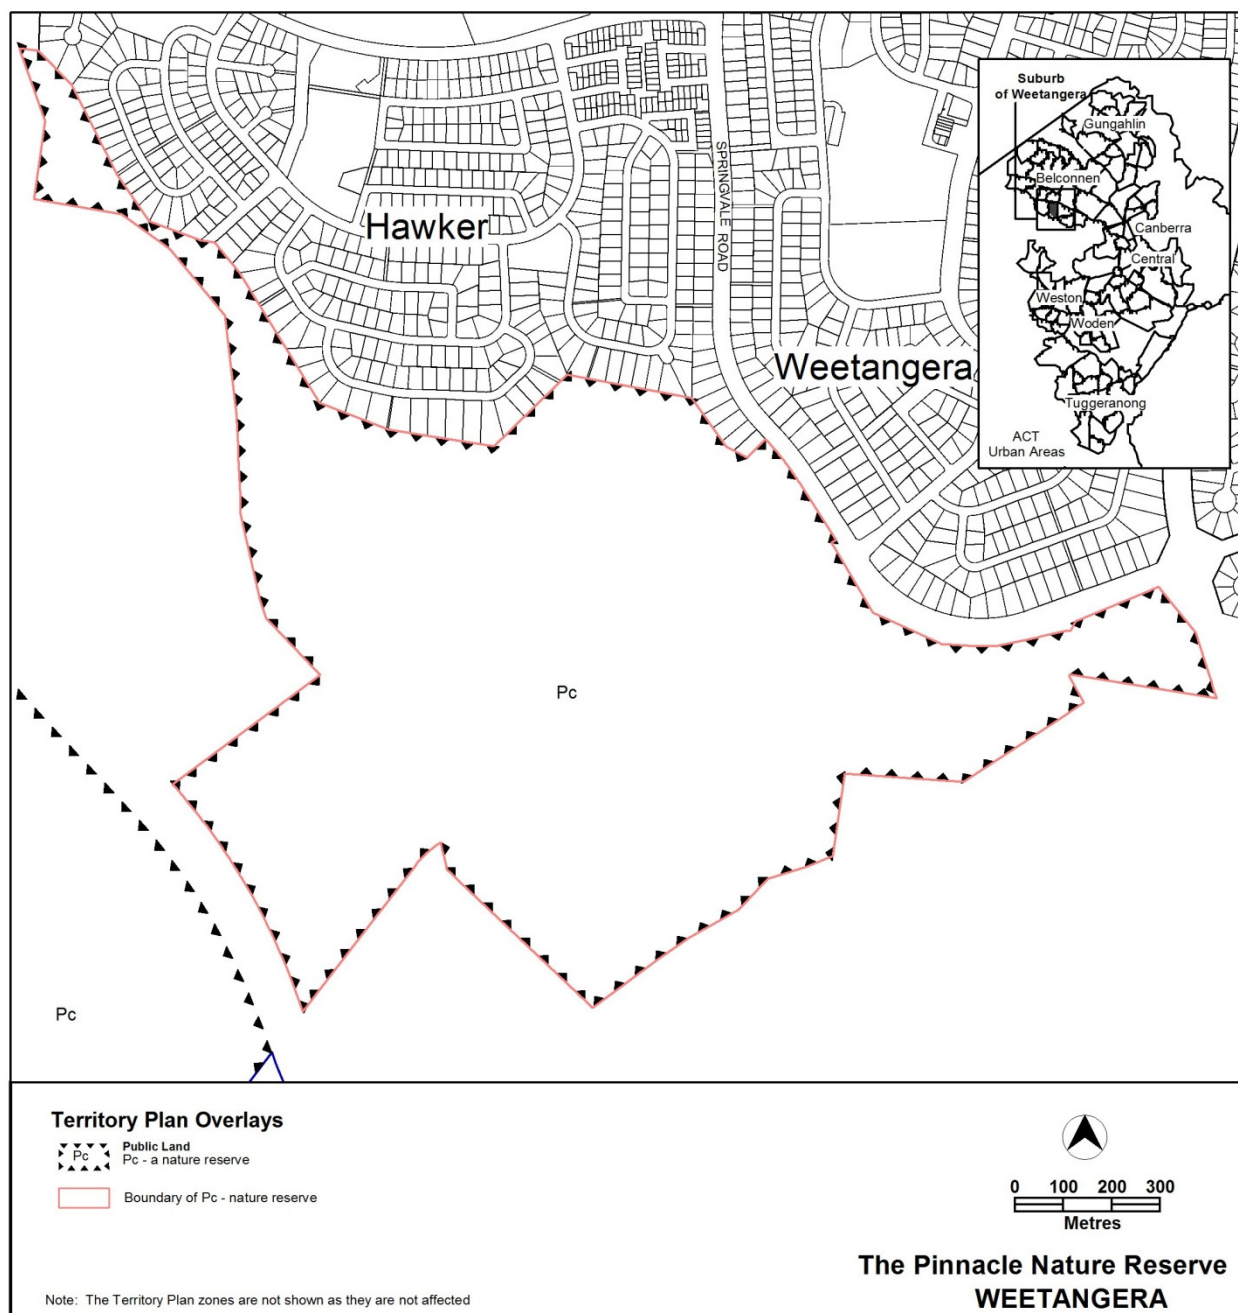 Suburb
of Weetangera
Gungahlin
Belconnen
Canberra
Central
Weston
Woden
Tuggeranong
ACT
Urban Areas
SPRINGVALE ROAD
Hawker
Weetangera
Pc
Pc
Territory Plan Overlays
Pc
Public Land
Pc - a nature reserve
Boundary of Pc - nature reserve
0 100 200 300
Metres
The Pinnacle Nature Reserve
WEETANGERA
Note: The Territory Plan zones are not shown as they are not affected